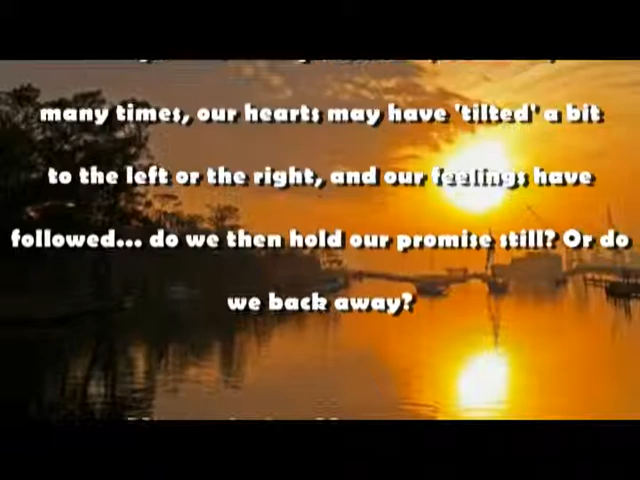 many times, our hearts may have 'tilted' a bit
to the left or the right, and our feelings have
followed... do we then hold our promise still? Or do
we back away?